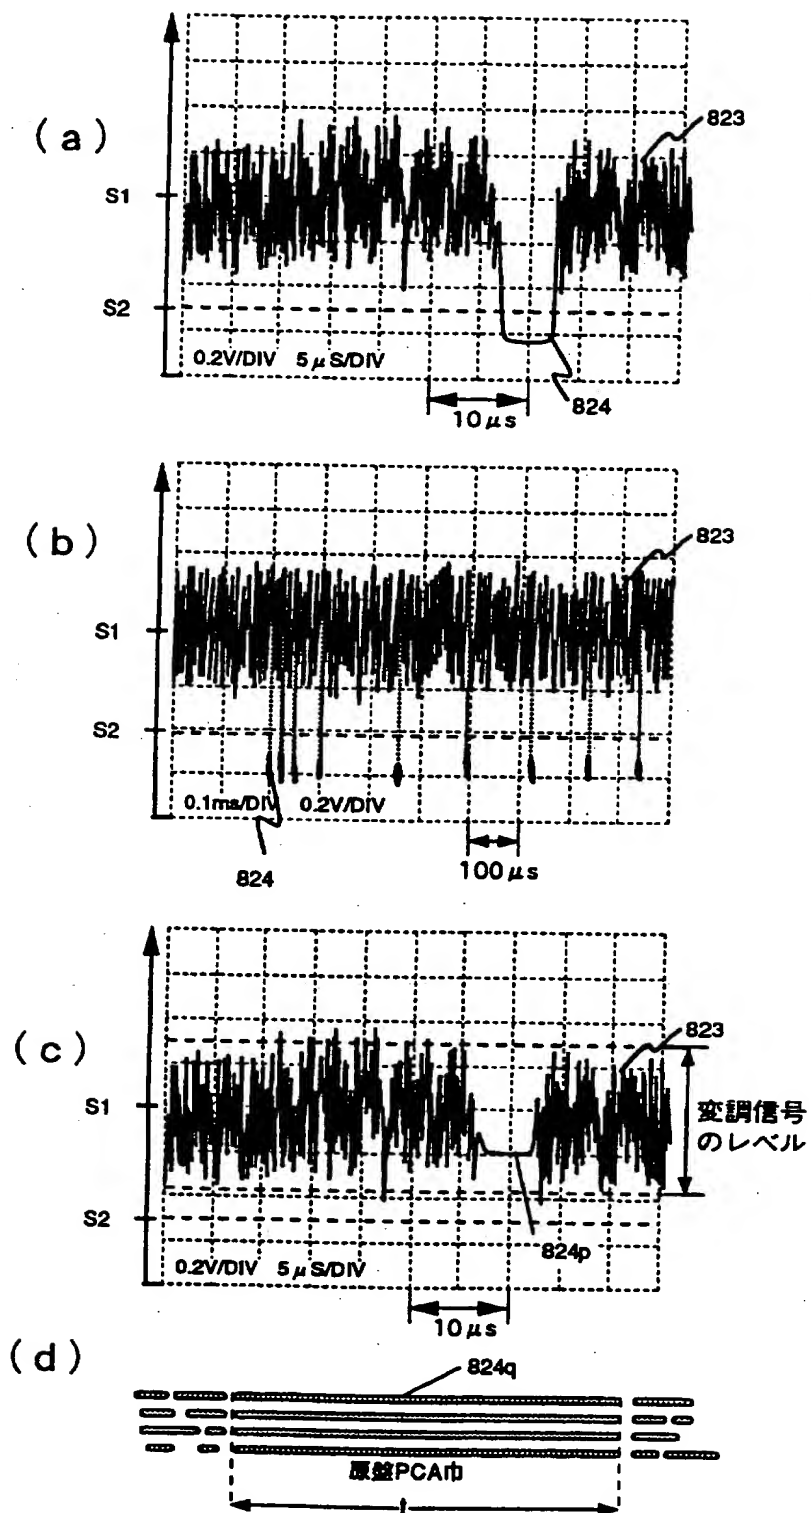 (a)
823
S1
S2
0.2V/DIV 5μS/DIV
10μs
824
(b)
823
S1
S2
0.1ms/DIV 0.2V/DIV
100μs
824
(c)
823
S1
変調信号
のレベル
S2
824p
0.2V/DIV 5μS/DIV
10μs
(d)
824q
原盤PCA巾